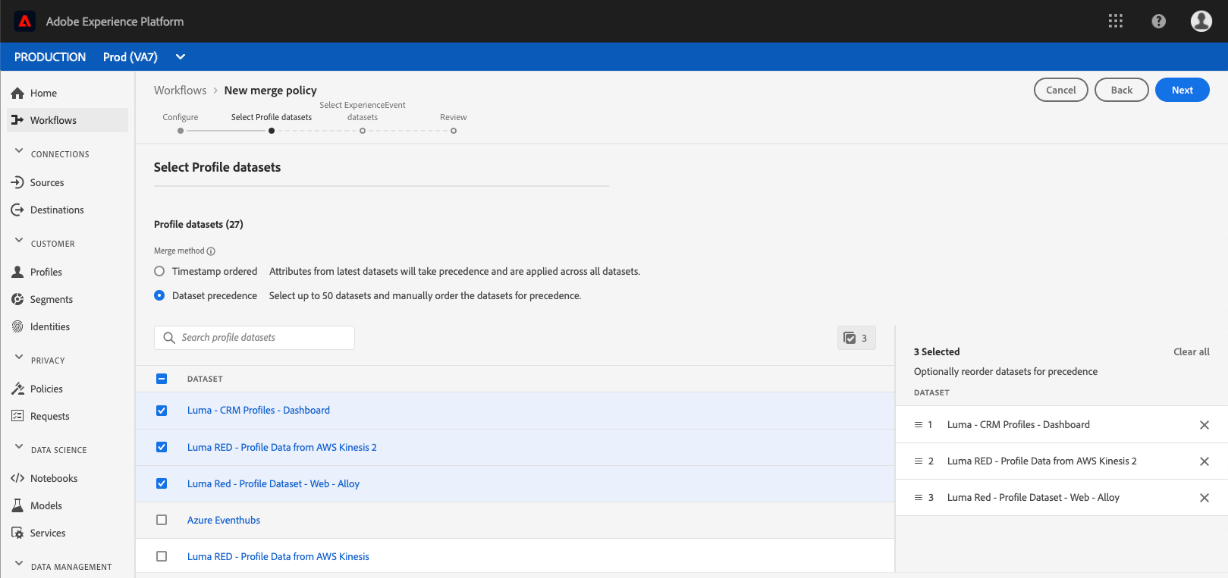 Adobe Experience Platform
PRODUCTION Prod (VA7)
Home
Workflows
CONNECTIONS
Sources
Destinations
CUSTOMER
Profiles
Segments
Identities
PRIVACY
Policies
Requests
DATA SCIENCE
Notebooks
Models
Services
DATA MANAGEMENT
Workflows > New merge policy
Cancel
Back
Next
Configure
Select Profile datasets
Select ExperienceEvent
datasets
Review
Select Profile datasets
Profile datasets (27)
Merge method
Timestamp ordered Attributes from latest datasets will take precedence and are applied across all datasets.
Dataset precedence Select up to 50 datasets and manually order the datasets for precedence.
Search profile datasets
3
DATASET
Luma - CRM Profiles - Dashboard
Luma RED - Profile Data from AWS Kinesis 2
Luma Red - Profile Dataset - Web - Alloy
Azure Eventhubs
Luma RED - Profile Data from AWS Kinesis
3 Selected Clear all
Optionally reorder datasets for precedence
DATASET
1 Luma - CRM Profiles - Dashboard
2 Luma RED - Profile Data from AWS Kinesis 2
3 Luma Red - Profile Dataset - Web - Alloy